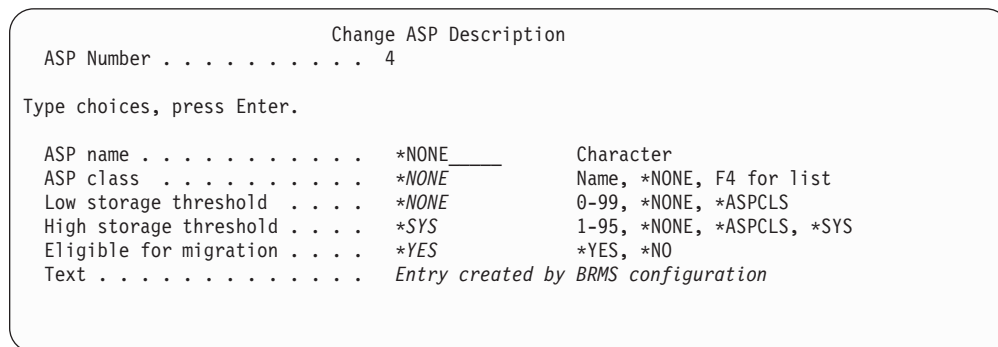 Change ASP Description
ASP Number . . . . . . . . . . 4
Type choices, press Enter.
ASP name . . . . . . . . . . . *NONE_____ Character
ASP class . . . . . . . . . . *NONE Name, *NONE, F4 for list
Low storage threshold . . . . *NONE 0-99, *NONE, *ASPCLS
High storage threshold . . . . *SYS 1-95, *NONE, *ASPCLS, *SYS
Eligible for migration . . . . *YES *YES, *NO
Text . . . . . . . . . . . . . Entry created by BRMS configuration